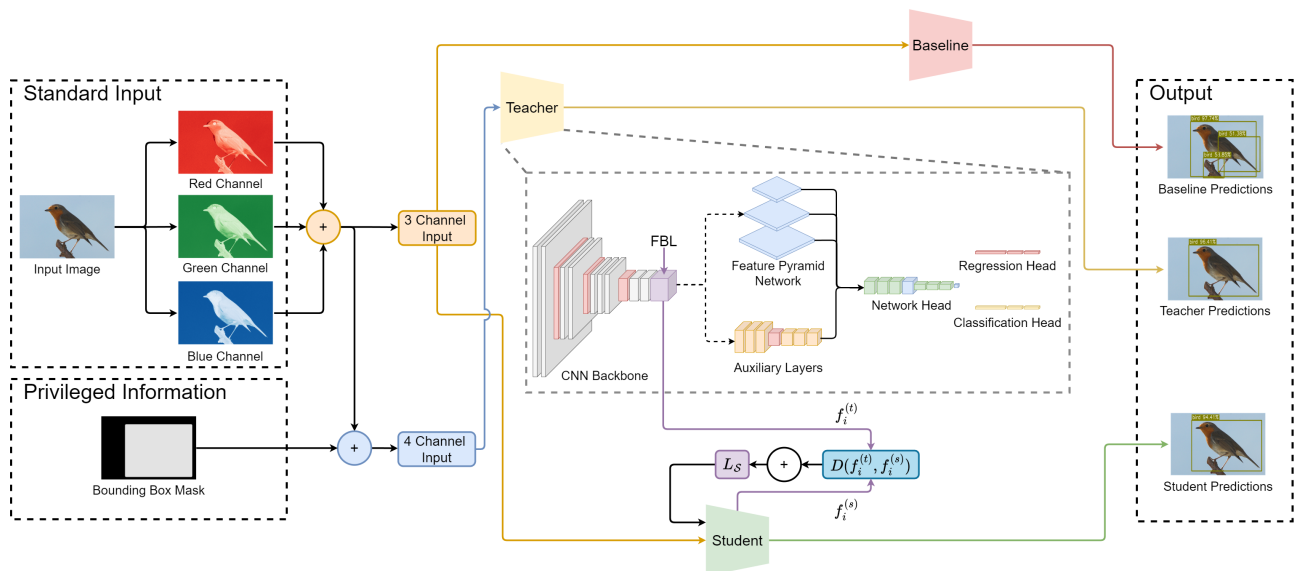 Standard Input
Input Image
Red Channel
Green Channel
Blue Channel
+
Privileged Information
Bounding Box Mask
+
3 Channel
Input
4 Channel
Input
Baseline
Teacher
CNN Backbone
FBL
Feature Pyramid
Network
Auxiliary Layers
Network Head
Regression Head
Classification Head
f_i^{(t)}
L_S
+
D(f_i^{(t)}, f_i^{(s)})
f_i^{(s)}
Student
Output
Baseline Predictions
Teacher Predictions
Student Predictions